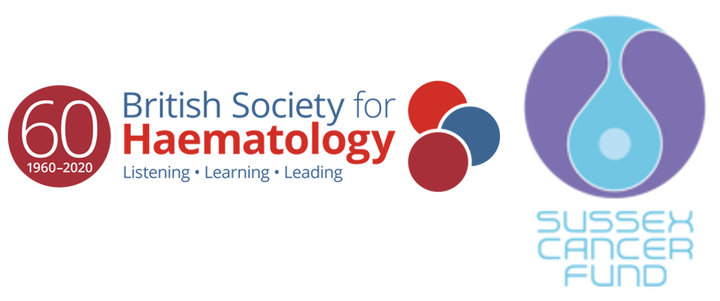 60
1960–2020
British Society for
Haematology
Listening • Learning • Leading
SUSSEX
CANCER
FUND